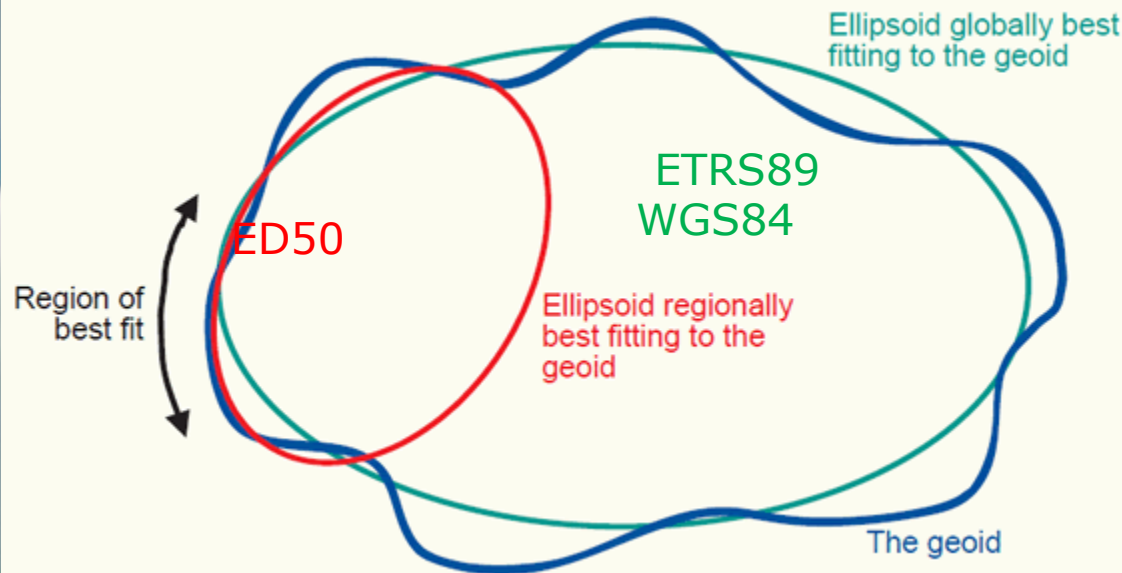 Ellipsoid globally best
fitting to the geoid
ETRS89
WGS84
ED50
Region of
best fit
Ellipsoid regionally
best fitting to the
geoid
The geoid